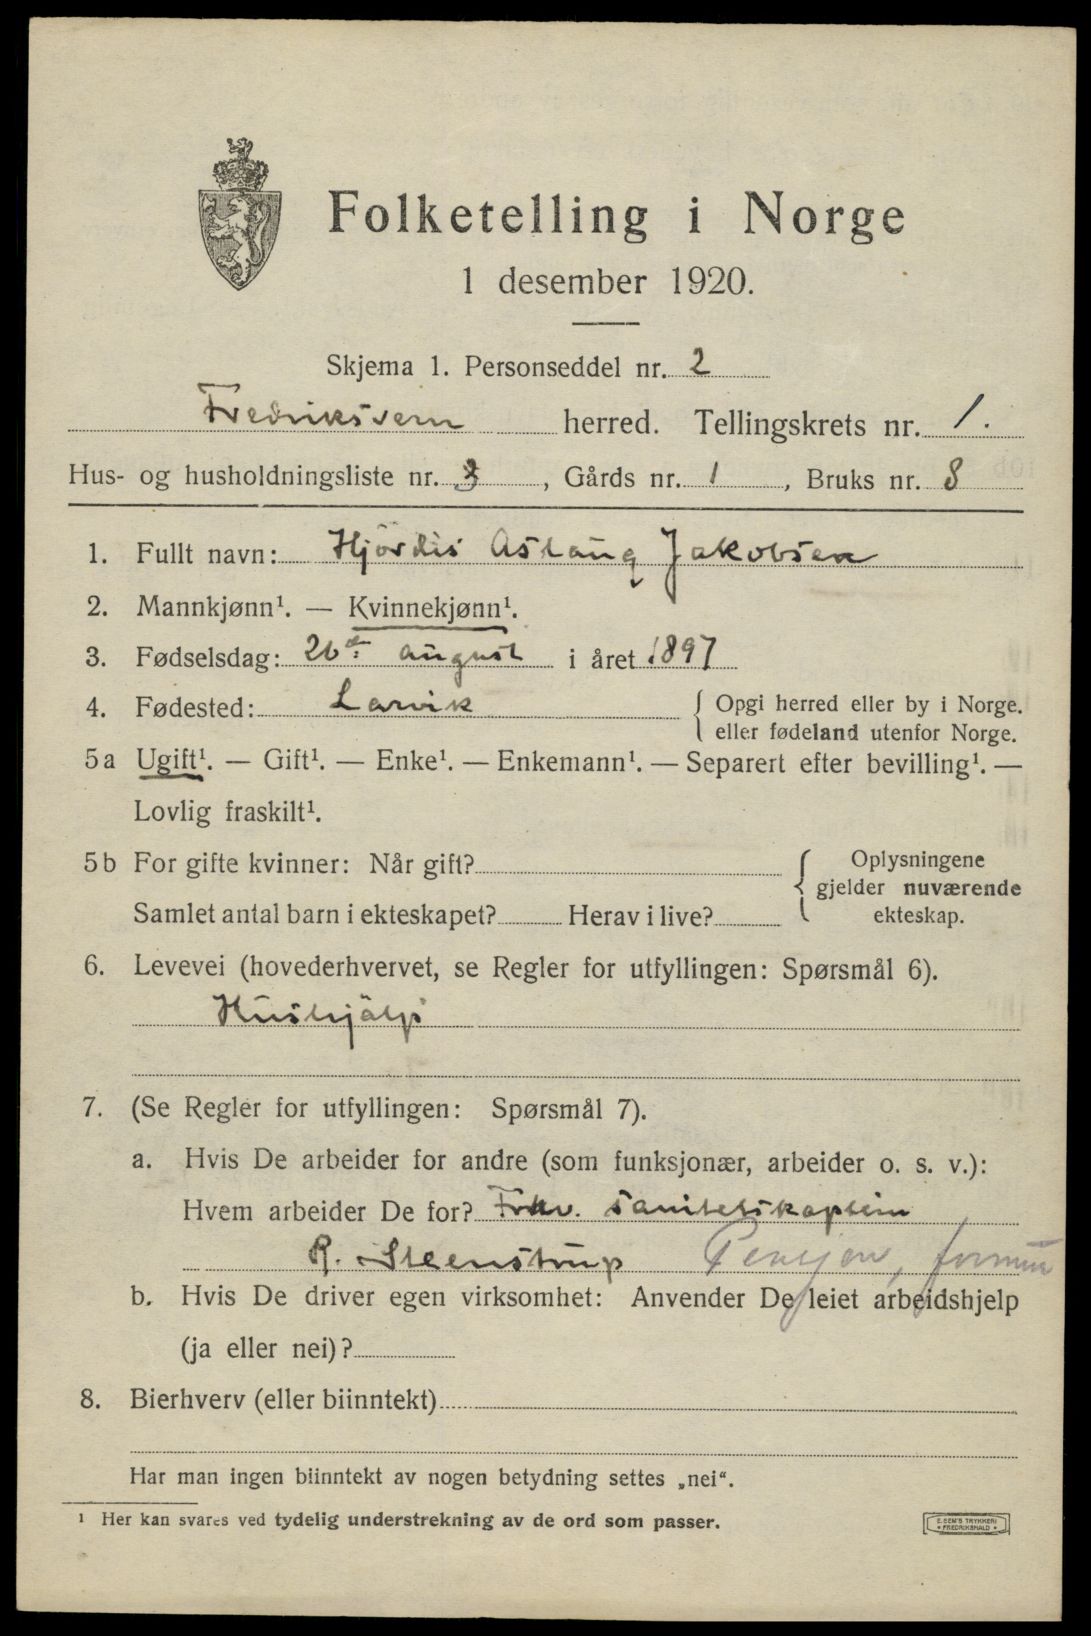 Folketelling i Norge
1 desember 1920.
Skjema 1. Personseddel nr. 2
Fredriksvern herred. Tellingskrets nr. 1.
Hus- og husholdningsliste nr. 3, Gårds nr. 1, Bruks nr. 8
1. Fullt navn: Hjördis Aslaug Jakobsen
2. Mannkjønn¹. — Kvinnekjønn¹.
3. Fødselsdag: 26de august i året 1897
4. Fødested: Larvik { Opgi herred eller by i Norge.
eller fødeland utenfor Norge.
5a Ugift¹. — Gift¹. — Enke¹. — Enkemann¹. — Separert efter bevilling¹. —
Lovlig fraskilt¹.
5b For gifte kvinner: Når gift? { Oplysningene
gjelder nuværende
Samlet antal barn i ekteskapet? Herav i live? ekteskap.
6. Levevei (hovederhvervet, se Regler for utfyllingen: Spørsmål 6).
Hushjälp
7. (Se Regler for utfyllingen: Spørsmål 7).
a. Hvis De arbeider for andre (som funksjonær, arbeider o. s. v.):
Hvem arbeider De for? sanitetskaptein
R. Steenstrup Pensjon, formue
b. Hvis De driver egen virksomhet: Anvender De leiet arbeidshjelp
(ja eller nei)?
8. Bierhverv (eller biinntekt)
Har man ingen biinntekt av nogen betydning settes „nei“.
¹ Her kan svares ved tydelig understrekning av de ord som passer.
E. SEM'S TRYKKERI
• FREDRIKSHALD •